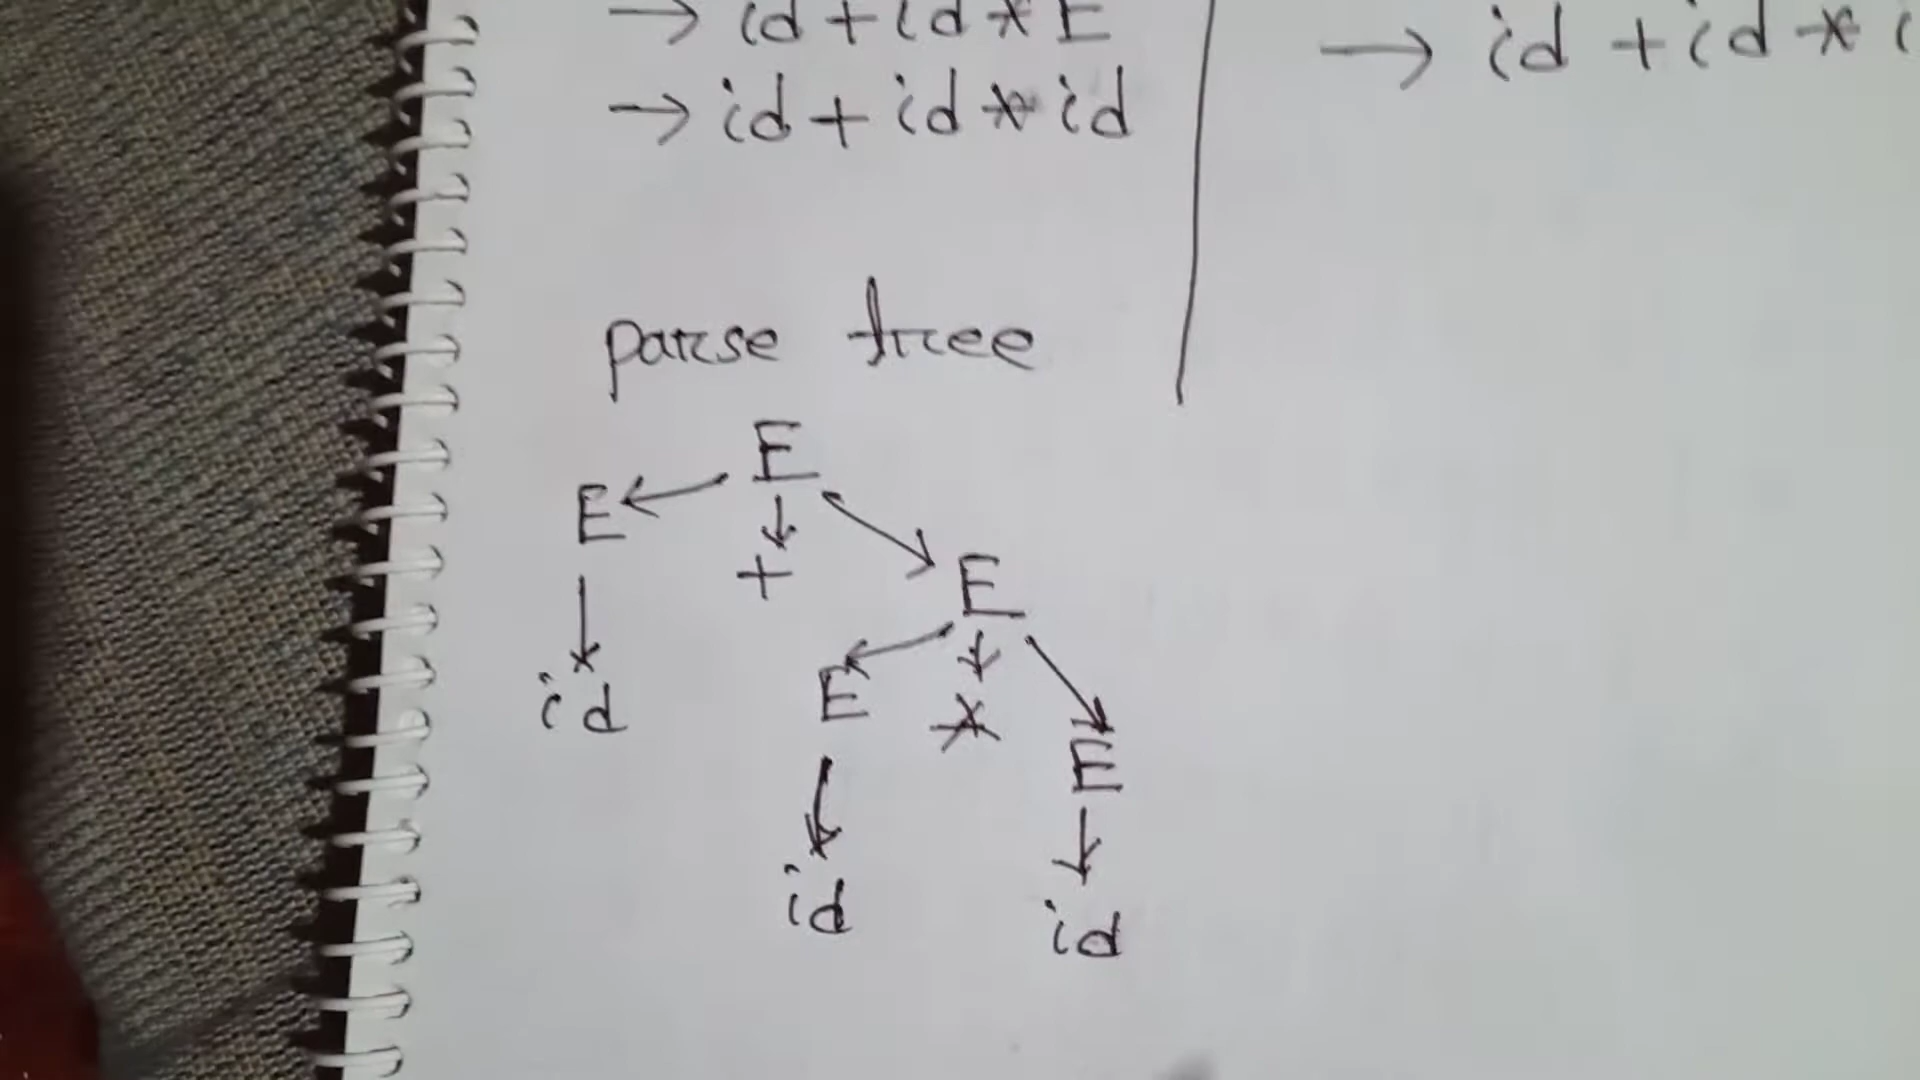 → id + id * E
→ id + id * id
→ id + id * i
parse tree
E
E
+
E
id
E
*
E
id
id